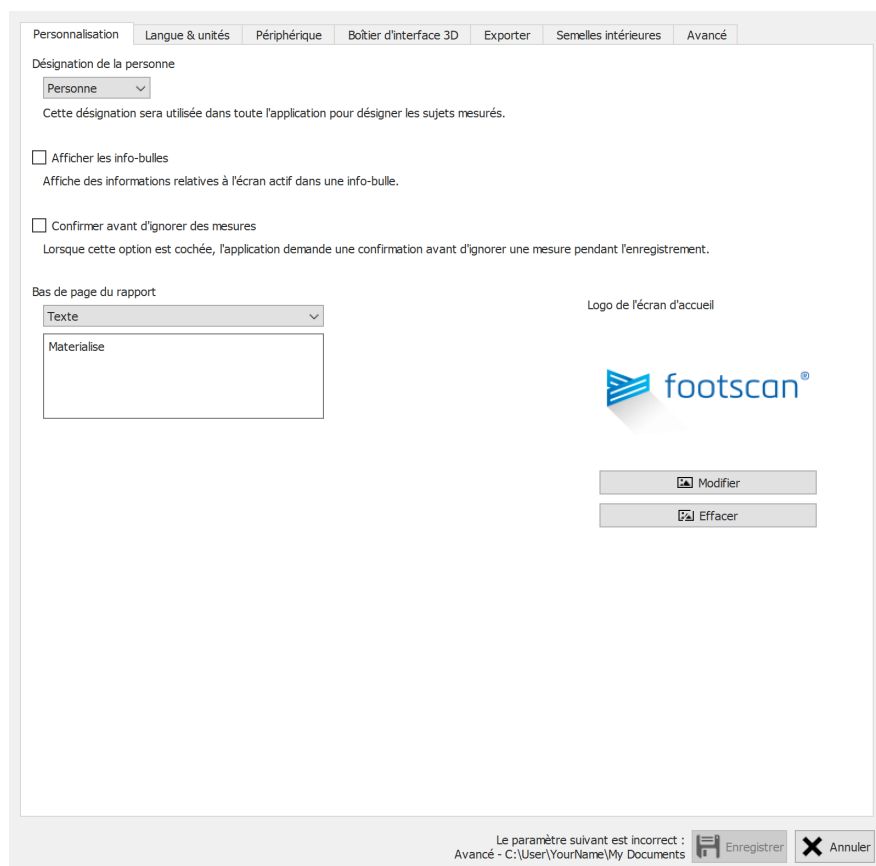 Personnalisation Langue & unités Périphérique Boîtier d'interface 3D Exporter Semelles intérieures Avancé
Désignation de la personne
Personne
Cette désignation sera utilisée dans toute l'application pour désigner les sujets mesurés.
Afficher les info-bulles
Affiche des informations relatives à l'écran actif dans une info-bulle.
Confirmer avant d'ignorer des mesures
Lorsque cette option est cochée, l'application demande une confirmation avant d'ignorer une mesure pendant l'enregistrement.
Bas de page du rapport
Texte
Materialise
Logo de l'écran d'accueil
footscan®
Modifier
Effacer
Le paramètre suivant est incorrect :
Avancé - C:\User\YourName\My Documents
Enregistrer
Annuler